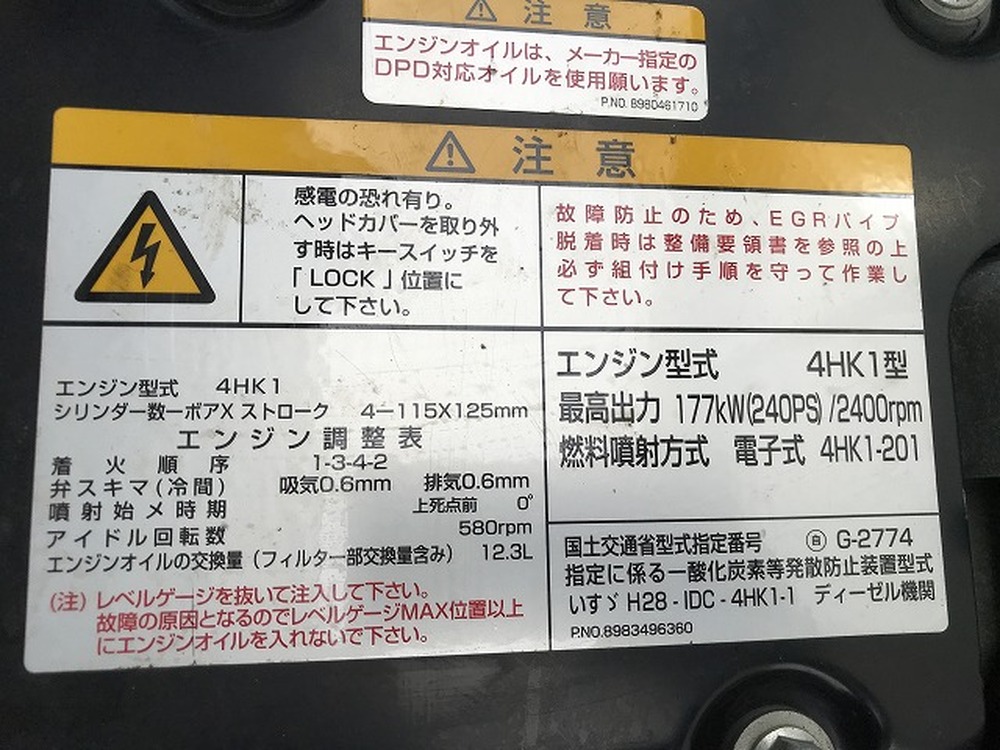 注意
エンジンオイルは、メーカー指定の
DPD対応オイルを使用願います。
P.NO. 8980461710
注意
感電の恐れ有り。
ヘッドカバーを取り外
す時はキースイッチを
「LOCK」位置に
して下さい。
故障防止のため、EGRパイプ
脱着時は整備要領書を参照の上
必ず組付け手順を守って作業し
て下さい。
エンジン型式 4HK1
シリンダー数ーボアX ストローク 4ー115X125mm
エンジン調整表
着火順序 1-3-4-2
弁スキマ(冷間) 吸気0.6mm 排気0.6mm
噴射始メ時期 上死点前 0°
アイドル回転数 580rpm
エンジンオイルの交換量（フィルター部交換量含み） 12.3L
(注) レベルゲージを抜いて注入して下さい。
故障の原因となるのでレベルゲージMAX位置以上
にエンジンオイルを入れないで下さい。
エンジン型式 4HK1型
最高出力 177kW(240PS)/2400rpm
燃料噴射方式 電子式 4HK1-201
国土交通省型式指定番号 ㊀自 G-2774
指定に係る一酸化炭素等発散防止装置型式
いすゞ H28-IDC-4HK1-1 ディーゼル機関
P.NO.8983496360